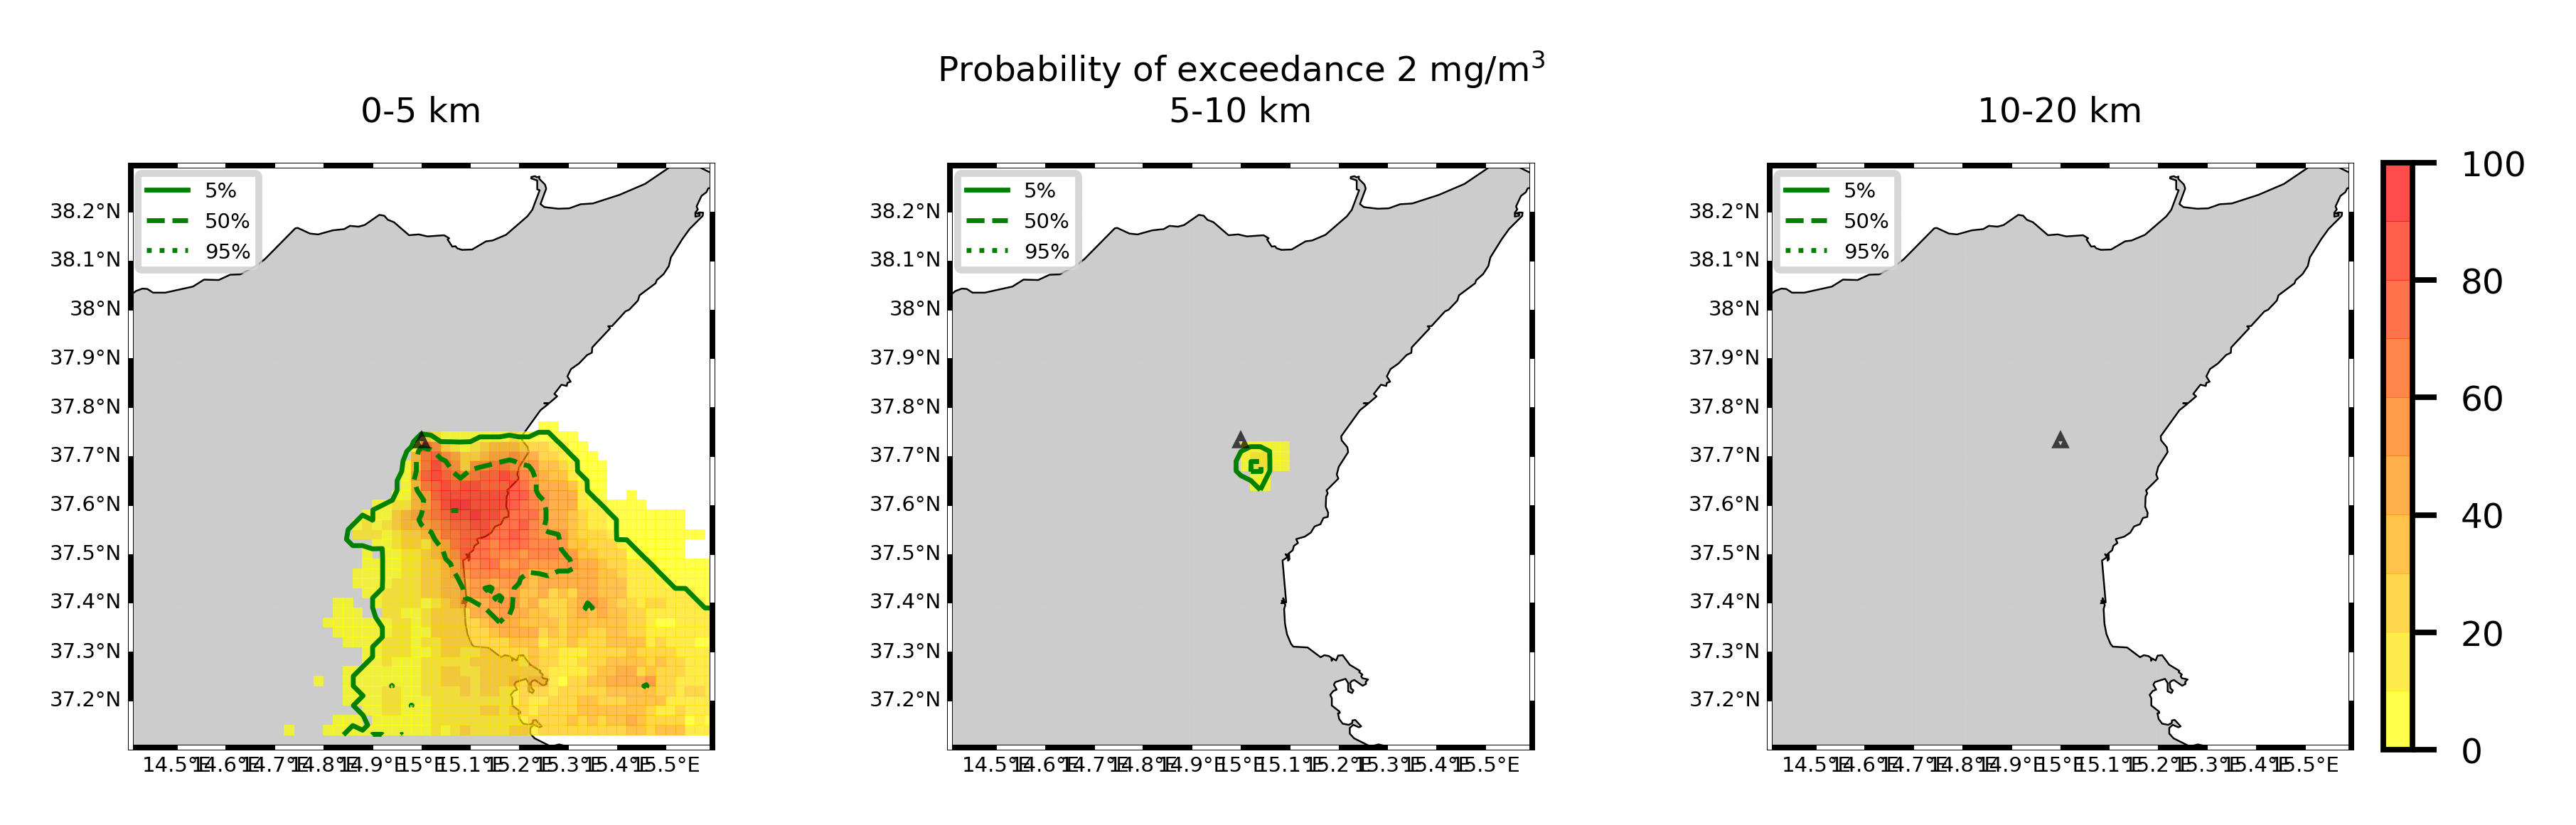 Probability of exceedance 2 mg/m³
0-5 km
5-10 km
10-20 km
5%
50%
95%
38.2°N
38.1°N
38°N
37.9°N
37.8°N
37.7°N
37.6°N
37.5°N
37.4°N
37.3°N
37.2°N
14.5°E 14.6°E 14.7°E 14.8°E 14.9°E 15°E 15.1°E 15.2°E 15.3°E 15.4°E 15.5°E
5%
50%
95%
38.2°N
38.1°N
38°N
37.9°N
37.8°N
37.7°N
37.6°N
37.5°N
37.4°N
37.3°N
37.2°N
14.5°E 14.6°E 14.7°E 14.8°E 14.9°E 15°E 15.1°E 15.2°E 15.3°E 15.4°E 15.5°E
5%
50%
95%
38.2°N
38.1°N
38°N
37.9°N
37.8°N
37.7°N
37.6°N
37.5°N
37.4°N
37.3°N
37.2°N
14.5°E 14.6°E 14.7°E 14.8°E 14.9°E 15°E 15.1°E 15.2°E 15.3°E 15.4°E 15.5°E
100
80
60
40
20
0